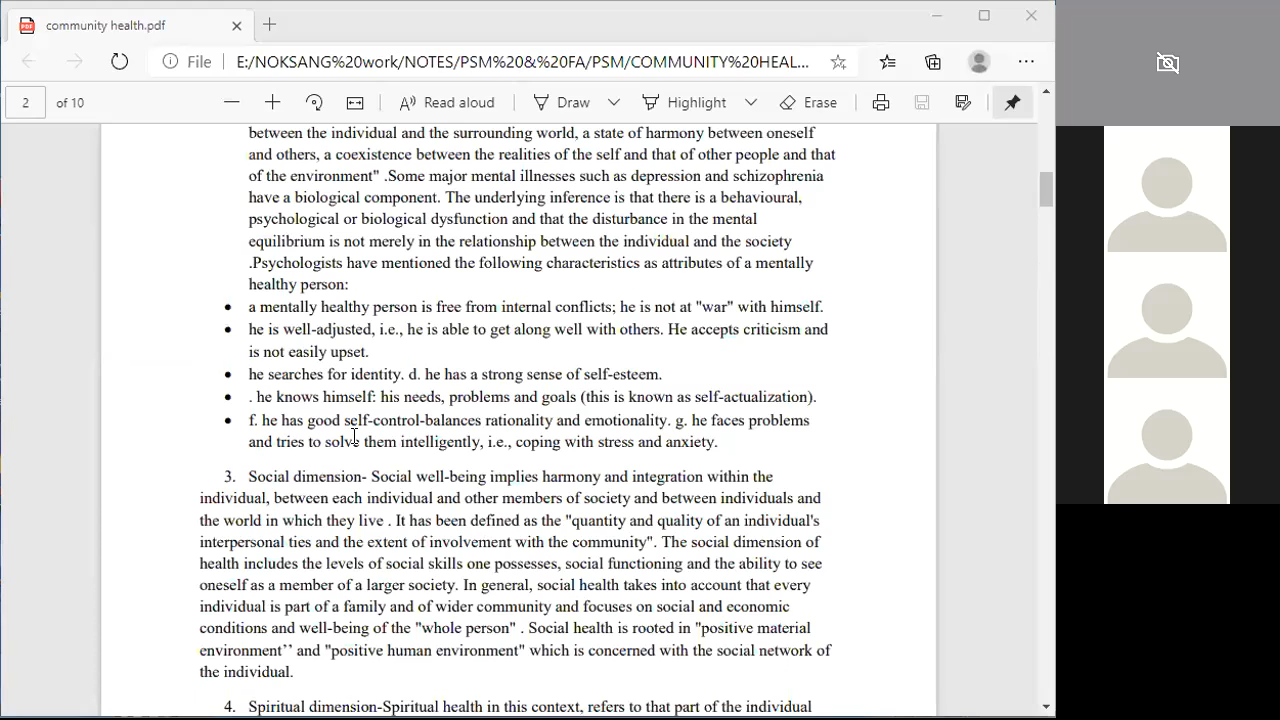 community health.pdf
File E:/NOKSANG%20work/NOTES/PSM%20&%20FA/PSM/COMMUNITY%20HEAL...
2 of 10 Read aloud Draw Highlight Erase
between the individual and the surrounding world, a state of harmony between oneself
and others, a coexistence between the realities of the self and that of other people and that
of the environment" .Some major mental illnesses such as depression and schizophrenia
have a biological component. The underlying inference is that there is a behavioural,
psychological or biological dysfunction and that the disturbance in the mental
equilibrium is not merely in the relationship between the individual and the society
.Psychologists have mentioned the following characteristics as attributes of a mentally
healthy person:
• a mentally healthy person is free from internal conflicts; he is not at "war" with himself.
• he is well-adjusted, i.e., he is able to get along well with others. He accepts criticism and
is not easily upset.
• he searches for identity. d. he has a strong sense of self-esteem.
• . he knows himself: his needs, problems and goals (this is known as self-actualization).
• f. he has good self-control-balances rationality and emotionality. g. he faces problems
and tries to solve them intelligently, i.e., coping with stress and anxiety.
3. Social dimension- Social well-being implies harmony and integration within the
individual, between each individual and other members of society and between individuals and
the world in which they live . It has been defined as the "quantity and quality of an individual's
interpersonal ties and the extent of involvement with the community". The social dimension of
health includes the levels of social skills one possesses, social functioning and the ability to see
oneself as a member of a larger society. In general, social health takes into account that every
individual is part of a family and of wider community and focuses on social and economic
conditions and well-being of the "whole person" . Social health is rooted in "positive material
environment’’ and "positive human environment" which is concerned with the social network of
the individual.
4. Spiritual dimension-Spiritual health in this context, refers to that part of the individual